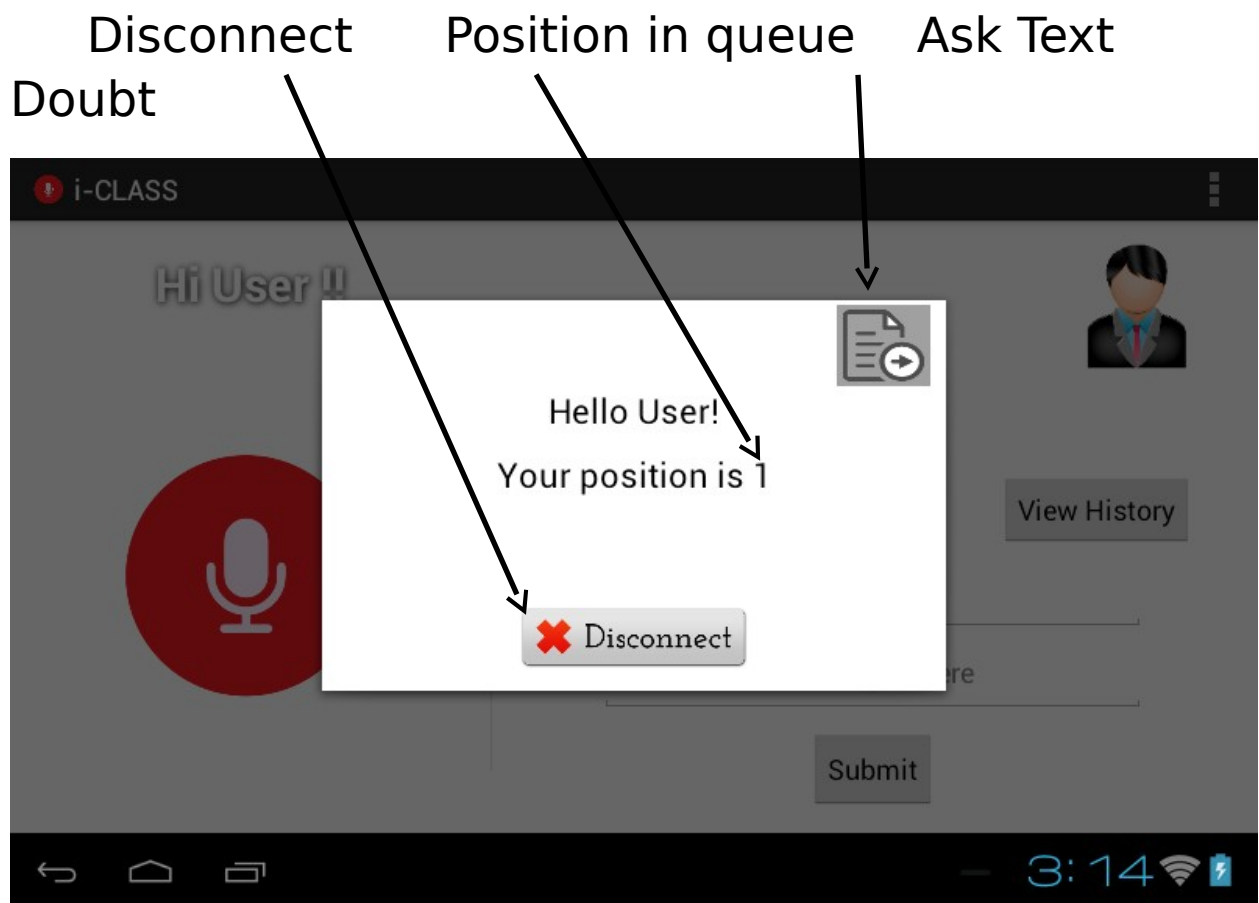 Disconnect Position in queue Ask Text
Doubt
i-CLASS
Hi User !!
Hello User!
Your position is 1
View History
Disconnect
Submit
3:14